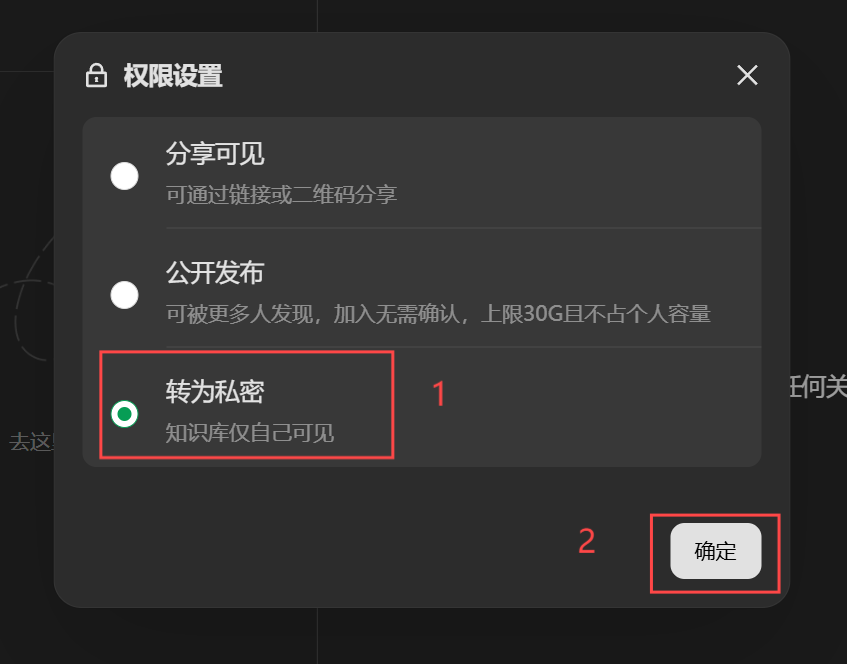 权限设置
分享可见
可通过链接或二维码分享
公开发布
可被更多人发现，加入无需确认，上限30G且不占个人容量
转为私密
1
知识库仅自己可见
任何关
去这
2
确定